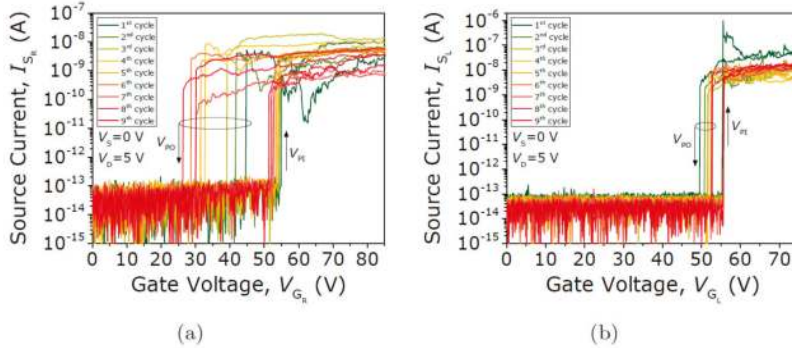 Source Current, I_SR (A)
10⁻⁷
10⁻⁸
10⁻⁹
10⁻¹⁰
10⁻¹¹
10⁻¹²
10⁻¹³
10⁻¹⁴
10⁻¹⁵
1st cycle
2nd cycle
3rd cycle
4th cycle
5th cycle
6th cycle
7th cycle
8th cycle
9th cycle
V_PO
V_PI
V_S=0 V
V_D=5 V
0 10 20 30 40 50 60 70 80
Gate Voltage, V_GR (V)
(a)
Source Current, I_SL (A)
10⁻⁶
10⁻⁷
10⁻⁸
10⁻⁹
10⁻¹⁰
10⁻¹¹
10⁻¹²
10⁻¹³
10⁻¹⁴
10⁻¹⁵
1st cycle
2nd cycle
3rd cycle
4th cycle
5th cycle
6th cycle
7th cycle
8th cycle
9th cycle
V_PO
V_PI
V_S=0 V
V_D=5 V
0 10 20 30 40 50 60 70
Gate Voltage, V_GL (V)
(b)